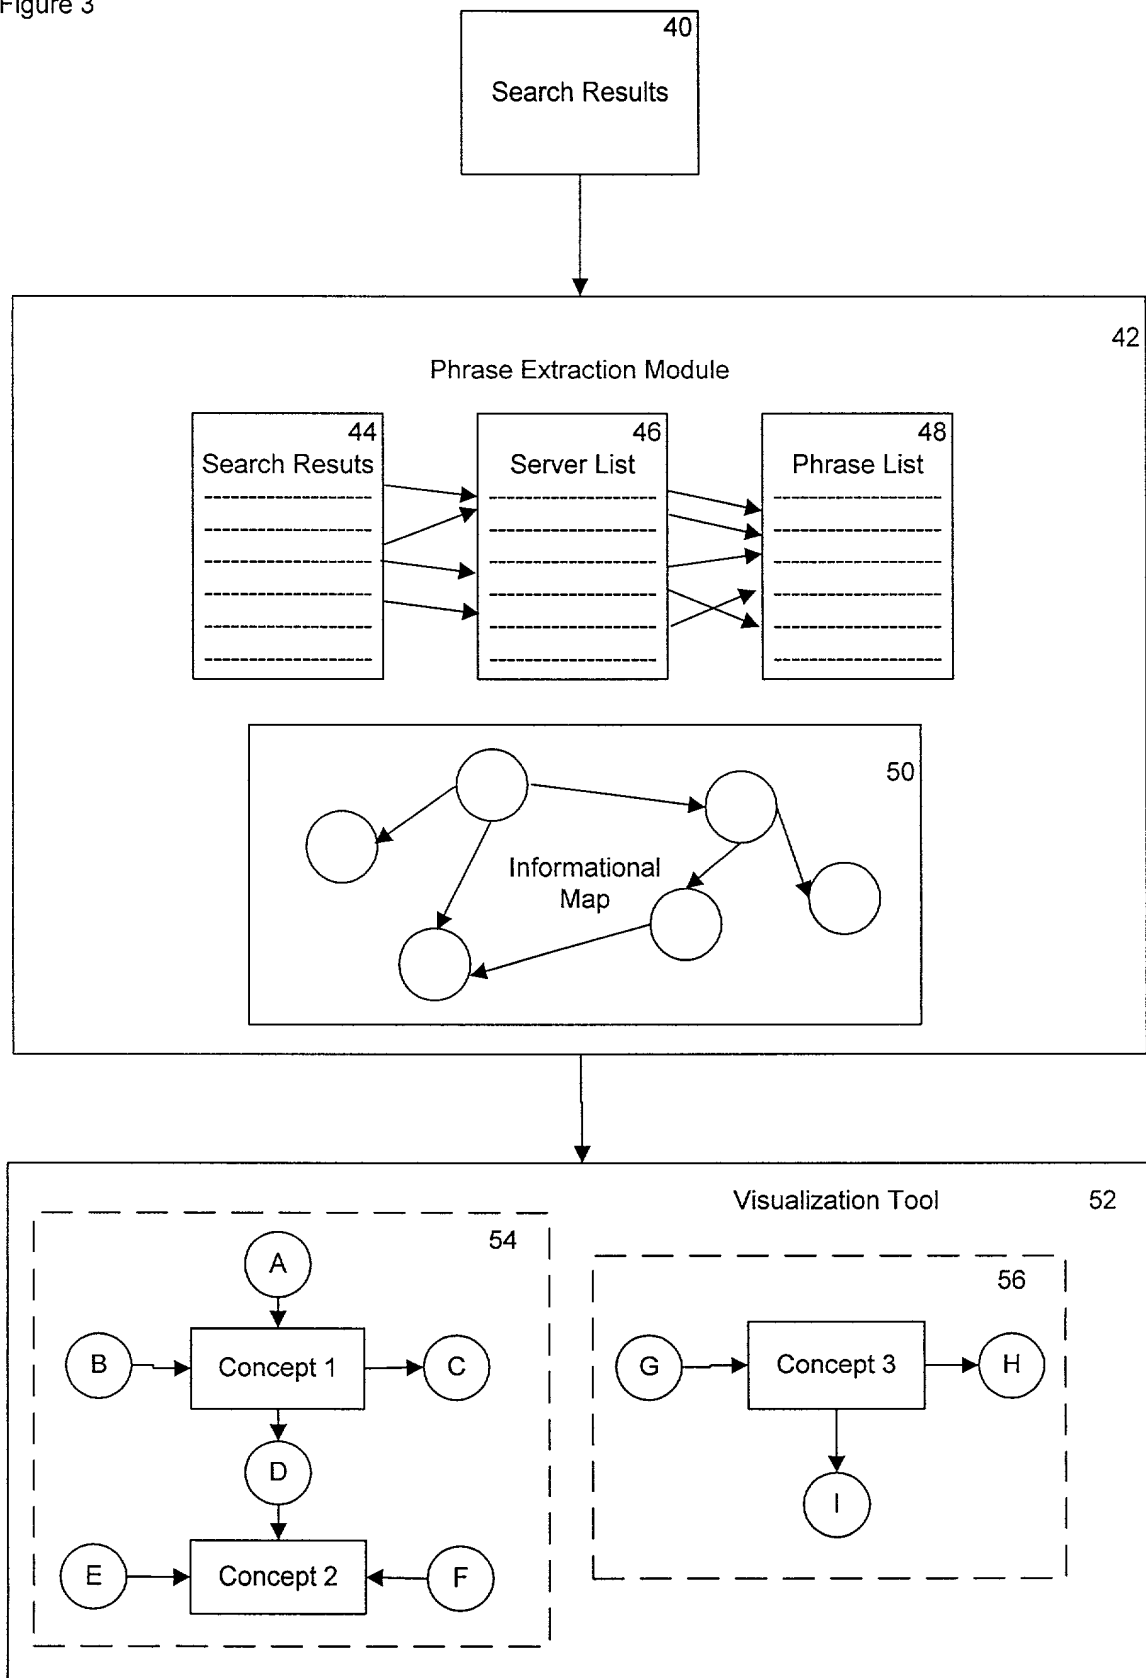 Figure 3
40
Search Results
42
Phrase Extraction Module
44
Search Resuts
46
Server List
48
Phrase List
50
Informational
Map
Visualization Tool
52
54
A
B
Concept 1
C
D
E
Concept 2
F
56
G
Concept 3
H
I